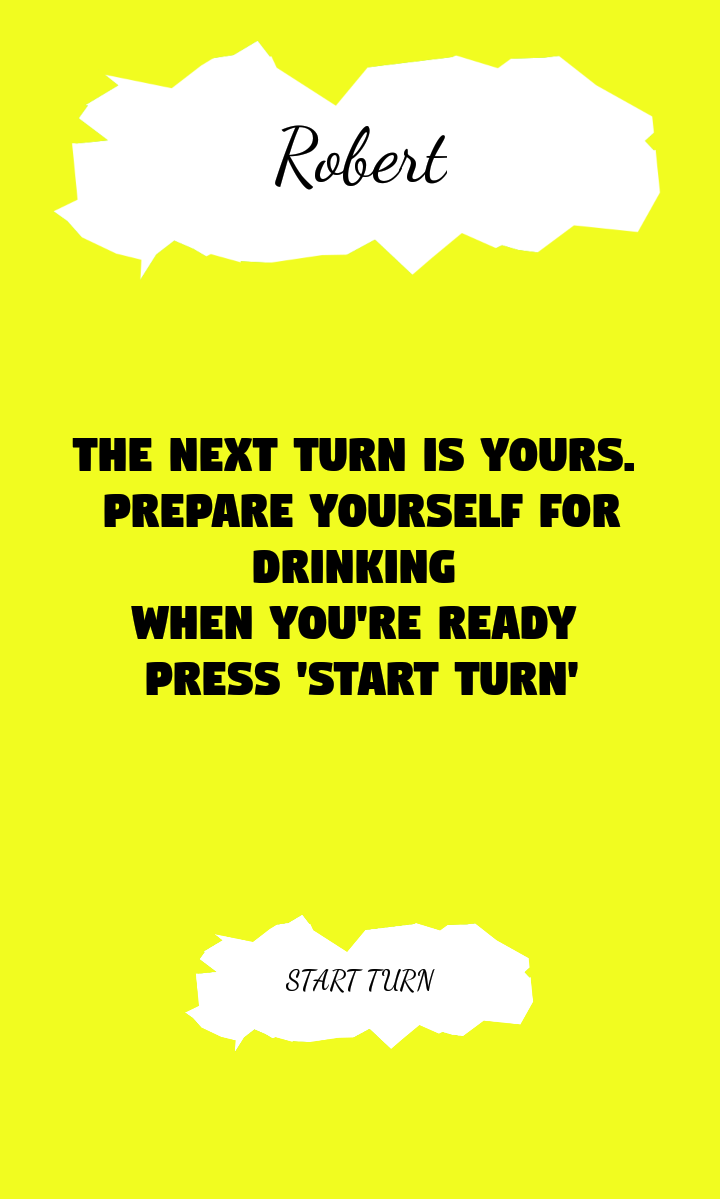 Robert
THE NEXT TURN IS YOURS.
PREPARE YOURSELF FOR
DRINKING
WHEN YOU'RE READY
PRESS 'START TURN'
START TURN